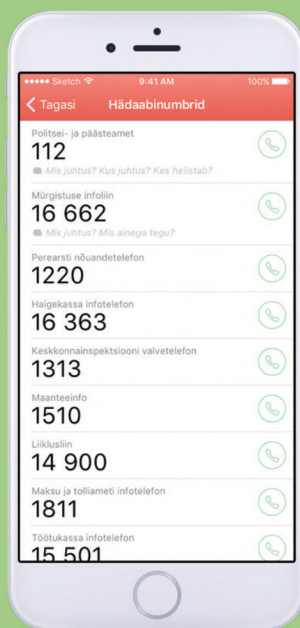 Sketch 9:41 AM 100%
Tagasi Hädaabinumbrid
Politsei- ja päästeamet
112
Mis juhtus? Kus juhtus? Kes helistab?
Mürgistuse infoliin
16 662
Mis juhtus? Mis ainega tegu?
Perearsti nõuandetelefon
1220
Haigekassa infotelefon
16 363
Keskkonnainspektsiooni valvetelefon
1313
Maanteeinfo
1510
Liiklusliin
14 900
Maksu ja tolliameti infotelefon
1811
Töötukassa infotelefon
15 501